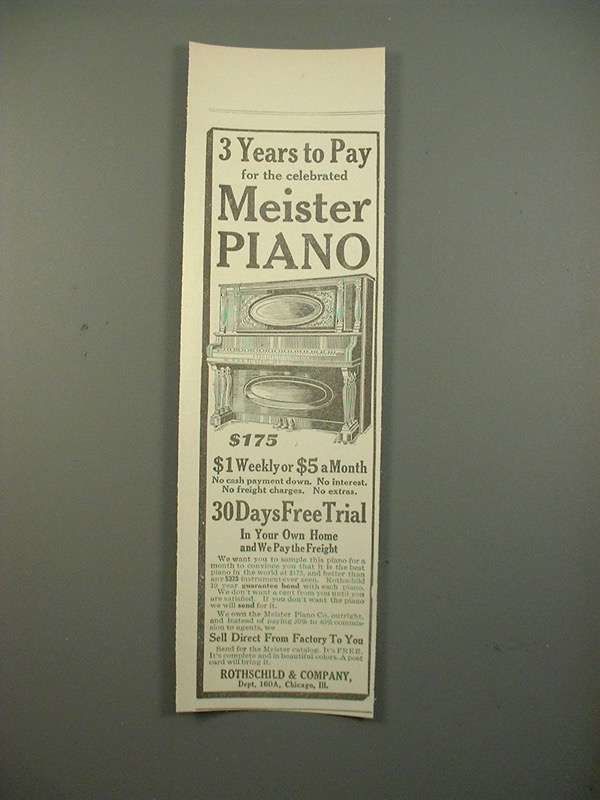 3 Years to Pay
for the celebrated
Meister
PIANO
$175
$1 Weekly or $5 a Month
No cash payment down. No interest.
No freight charges. No extras.
30 Days Free Trial
In Your Own Home
and We Pay the Freight
We want you to sample this piano for a
month to convince you that it is the best
piano in the world at $175, and better than
any $325 instrument ever seen. Rothschild
10 year guarantee bond with each piano.
We don't want a cent from you until you
are satisfied. If you don't want the piano
we will send for it.
We own the Meister Piano Co. outright,
and instead of paying 30% to 40% commis-
sion to agents, we
Sell Direct From Factory To You
Send for the Meister catalog. It's FREE.
It's complete and in beautiful colors. A post
card will bring it.
ROTHSCHILD & COMPANY,
Dept. 160A, Chicago, Ill.